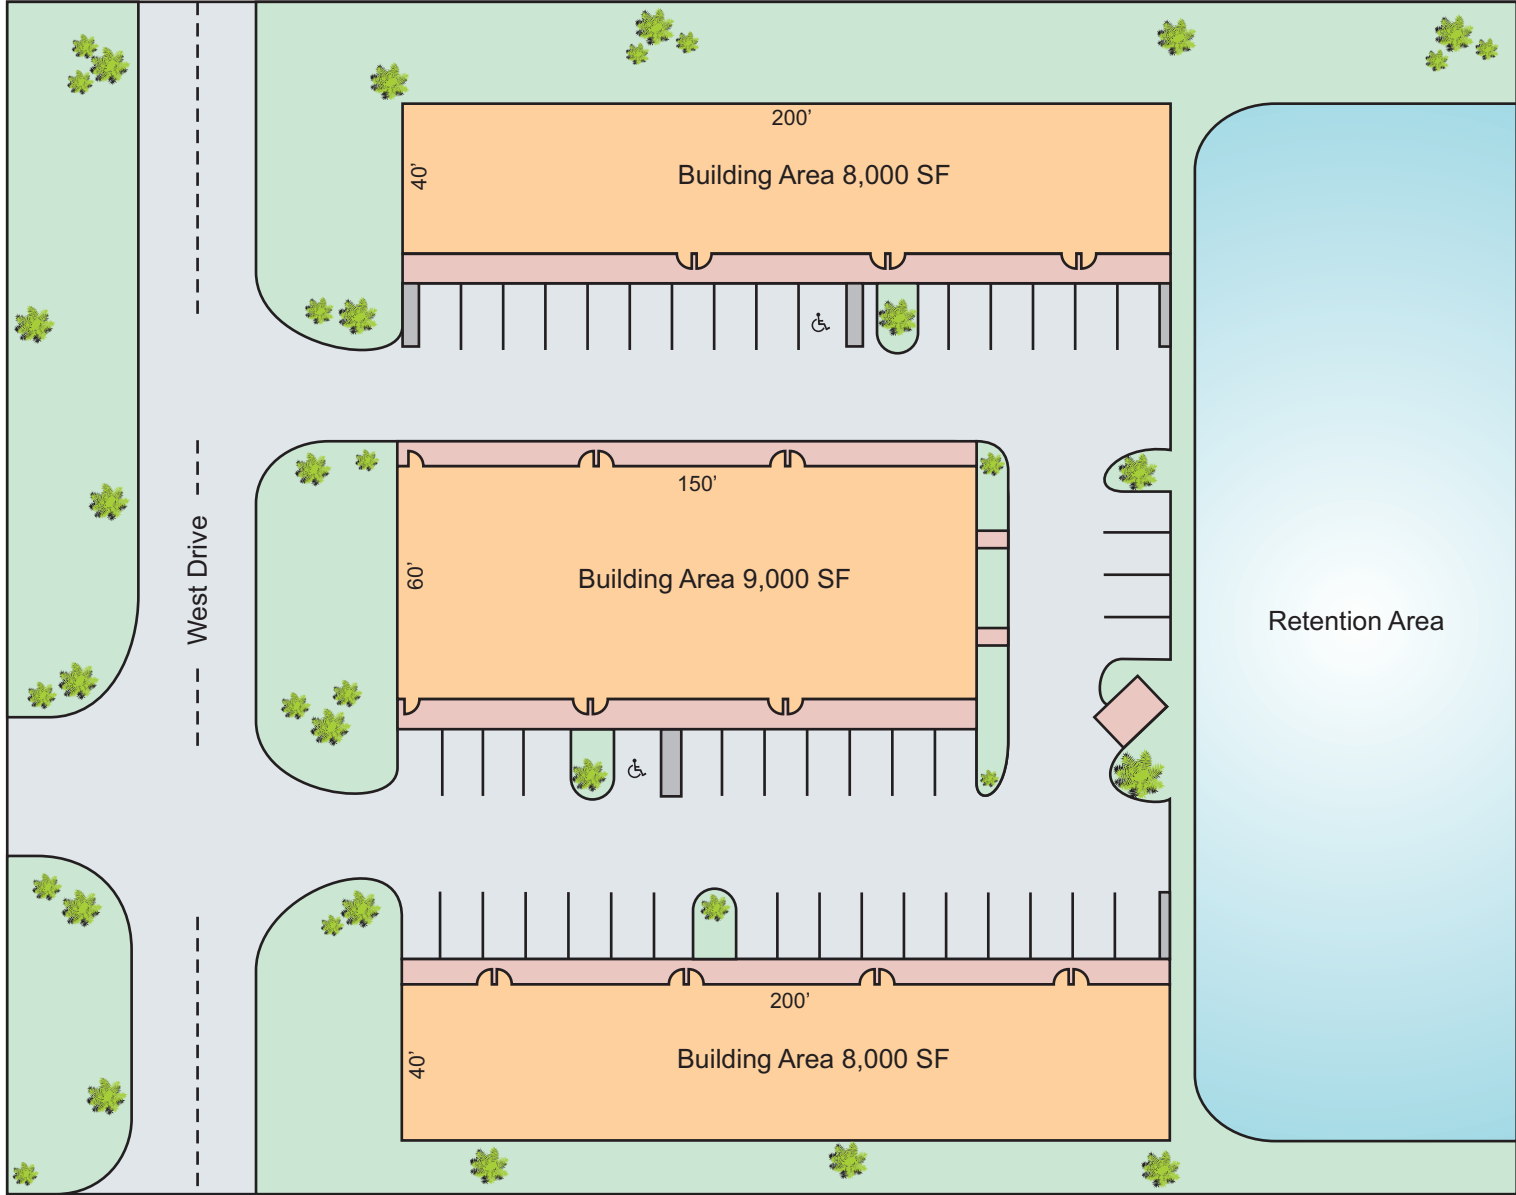 200’
40’
Building Area 8,000 SF
150’
60’
Building Area 9,000 SF
West Drive
Retention Area
200’
40’
Building Area 8,000 SF